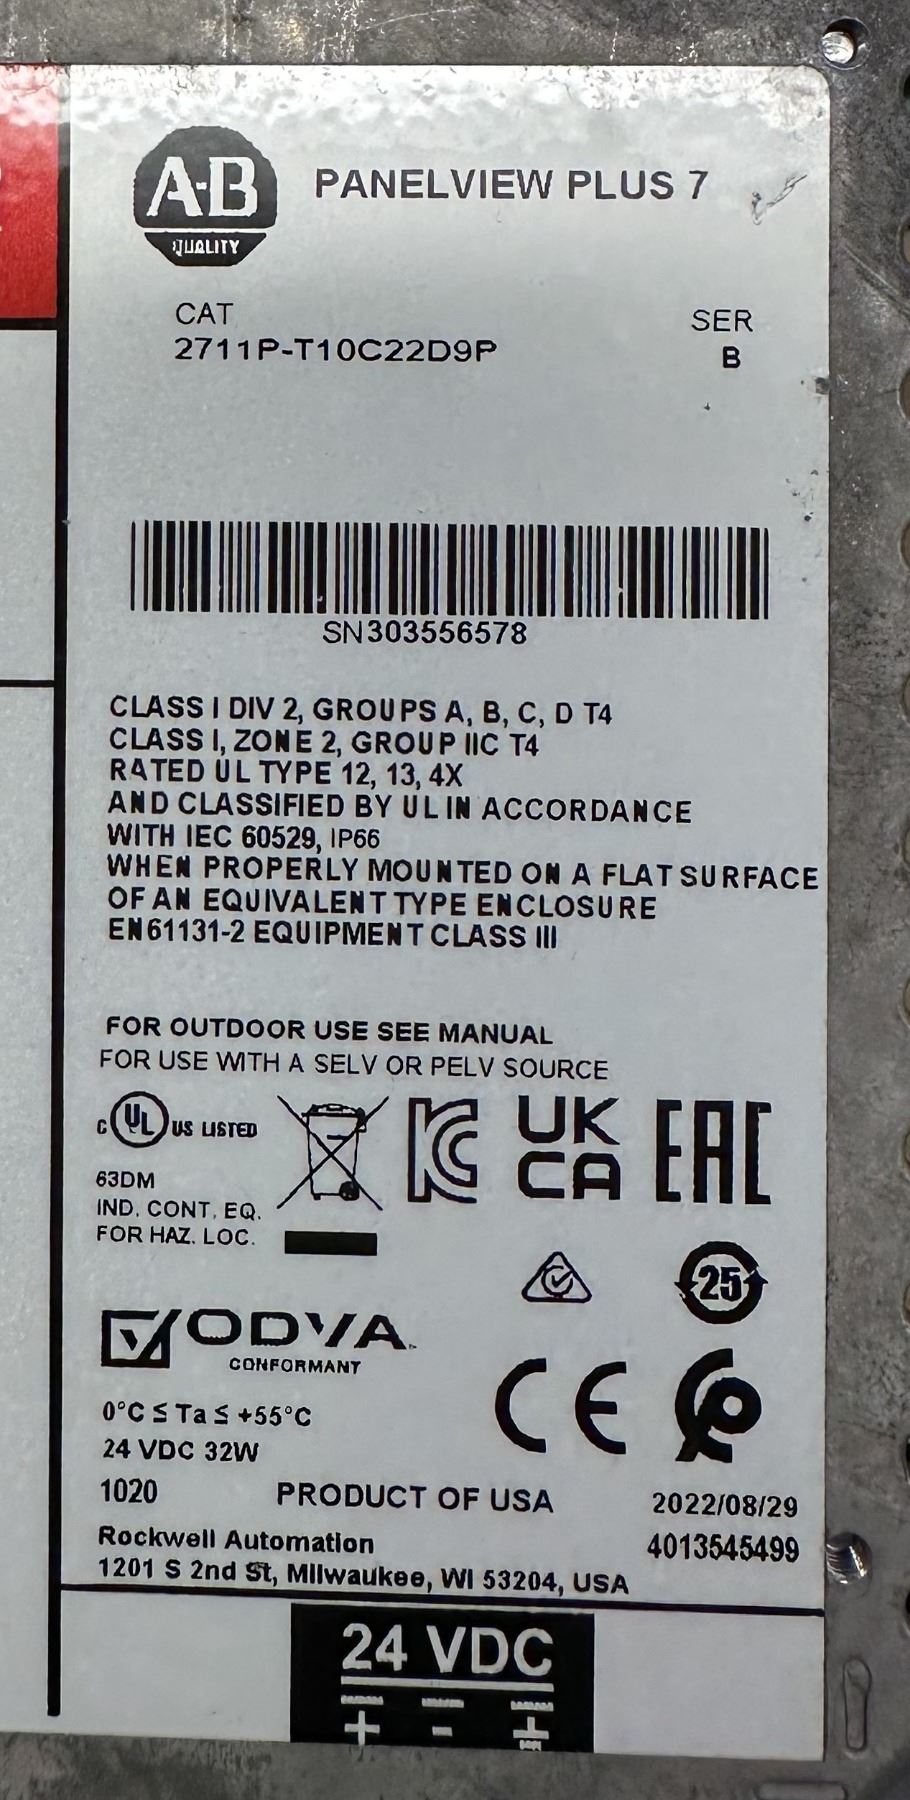 A-B
QUALITY
PANELVIEW PLUS 7
CAT
2711P-T10C22D9P
SER
B
SN303556578
CLASS I DIV 2, GROUPS A, B, C, D T4
CLASS I, ZONE 2, GROUP IIC T4
RATED UL TYPE 12, 13, 4X
AND CLASSIFIED BY UL IN ACCORDANCE
WITH IEC 60529, IP66
WHEN PROPERLY MOUNTED ON A FLAT SURFACE
OF AN EQUIVALENT TYPE ENCLOSURE
EN61131-2 EQUIPMENT CLASS III
FOR OUTDOOR USE SEE MANUAL
FOR USE WITH A SELV OR PELV SOURCE
C UL US LISTED
63DM
IND. CONT. EQ.
FOR HAZ. LOC.
KC
UK
CA
EAC
25
ODVA
CONFORMANT
CE
0°C ≤ Ta ≤ +55°C
24 VDC 32W
1020
PRODUCT OF USA
2022/08/29
Rockwell Automation
4013545499
1201 S 2nd St, Milwaukee, WI 53204, USA
24 VDC
+ -